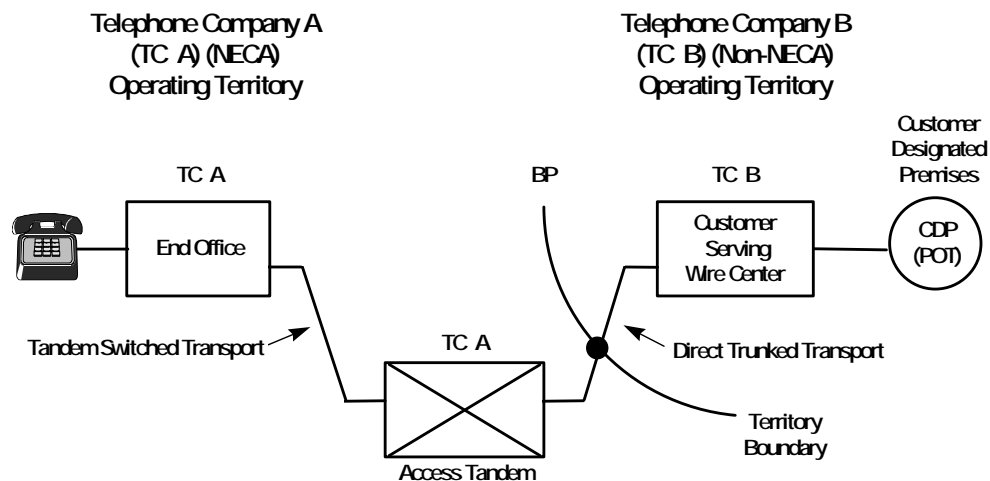 Telephone Company A
(TC A) (NECA)
Operating Territory
Telephone Company B
(TC B) (Non-NECA)
Operating Territory
Customer
Designated
Premises
TC A
BP
TC B
End Office
Customer
Serving
Wire Center
CDP
(POT)
Tandem Switched Transport
TC A
Direct Trunked Transport
Territory
Boundary
Access Tandem